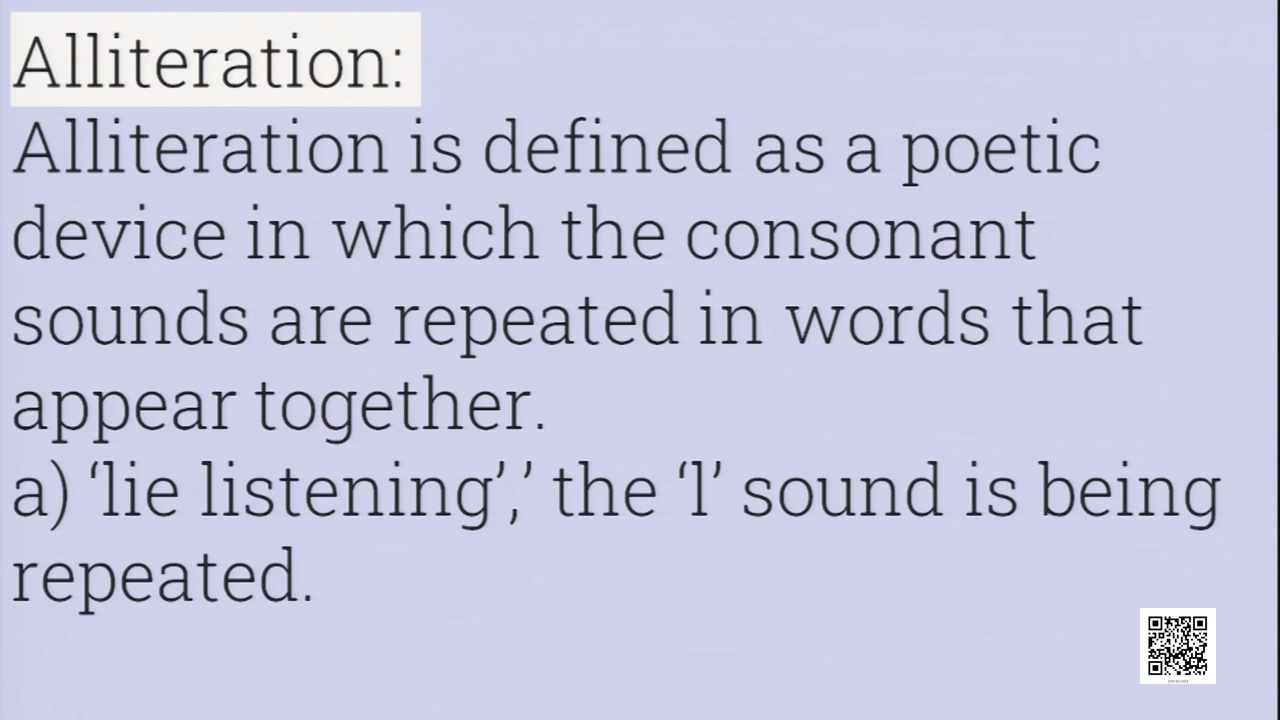 Alliteration:
Alliteration is defined as a poetic
device in which the consonant
sounds are repeated in words that
appear together.
a) ‘lie listening’,’ the ‘l’ sound is being
repeated.